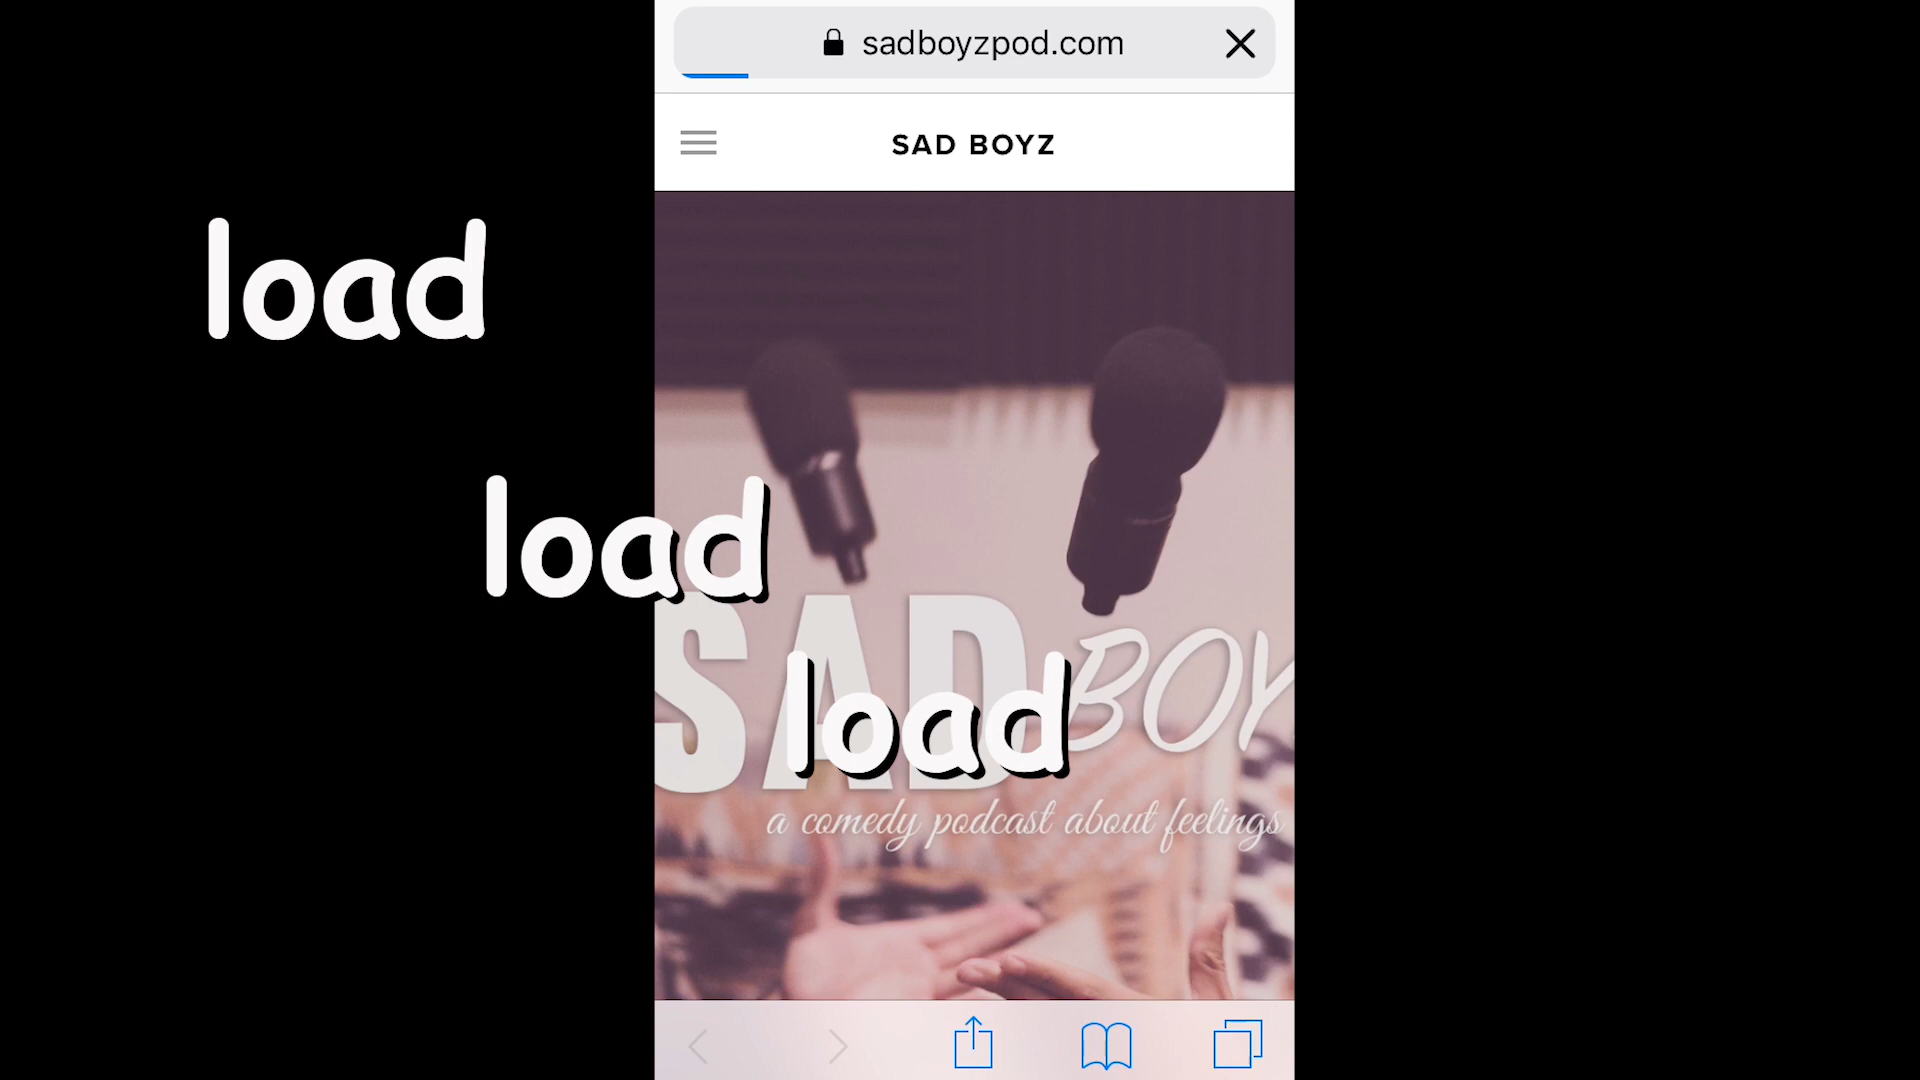 sadboyzpod.com
SAD BOYZ
load
load
SAD BOY
load
a comedy podcast about feelings